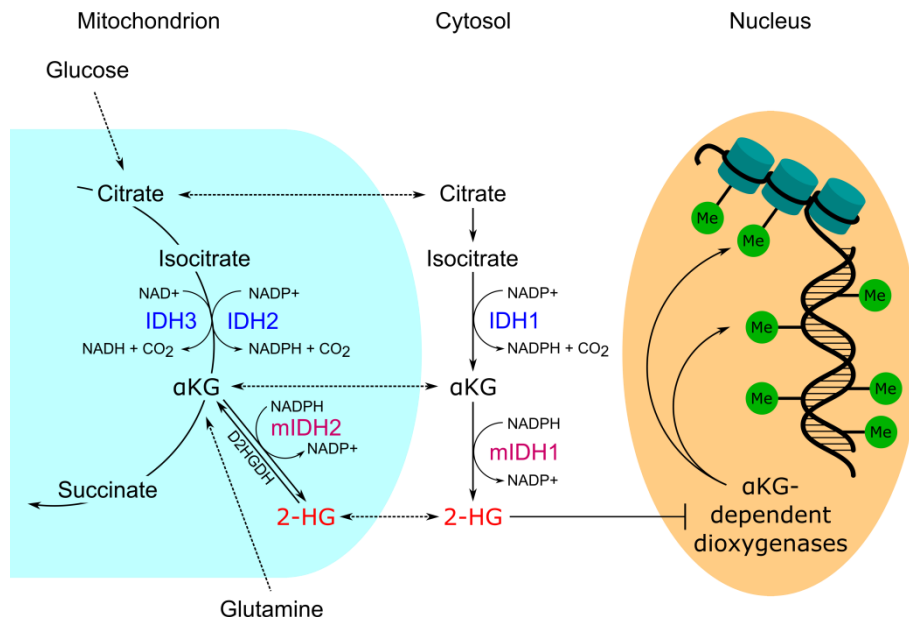 Mitochondrion
Cytosol
Nucleus
Glucose
Citrate
Citrate
Isocitrate
Isocitrate
NAD+
NADP+
NADP+
IDH3
IDH2
IDH1
NADH + CO₂
NADPH + CO₂
NADPH + CO₂
αKG
αKG
NADPH
mIDH2
NADP+
D2HGDH
NADPH
mIDH1
NADP+
Succinate
2-HG
2-HG
Glutamine
Me
Me
Me
Me
Me
Me
Me
αKG-
dependent
dioxygenases